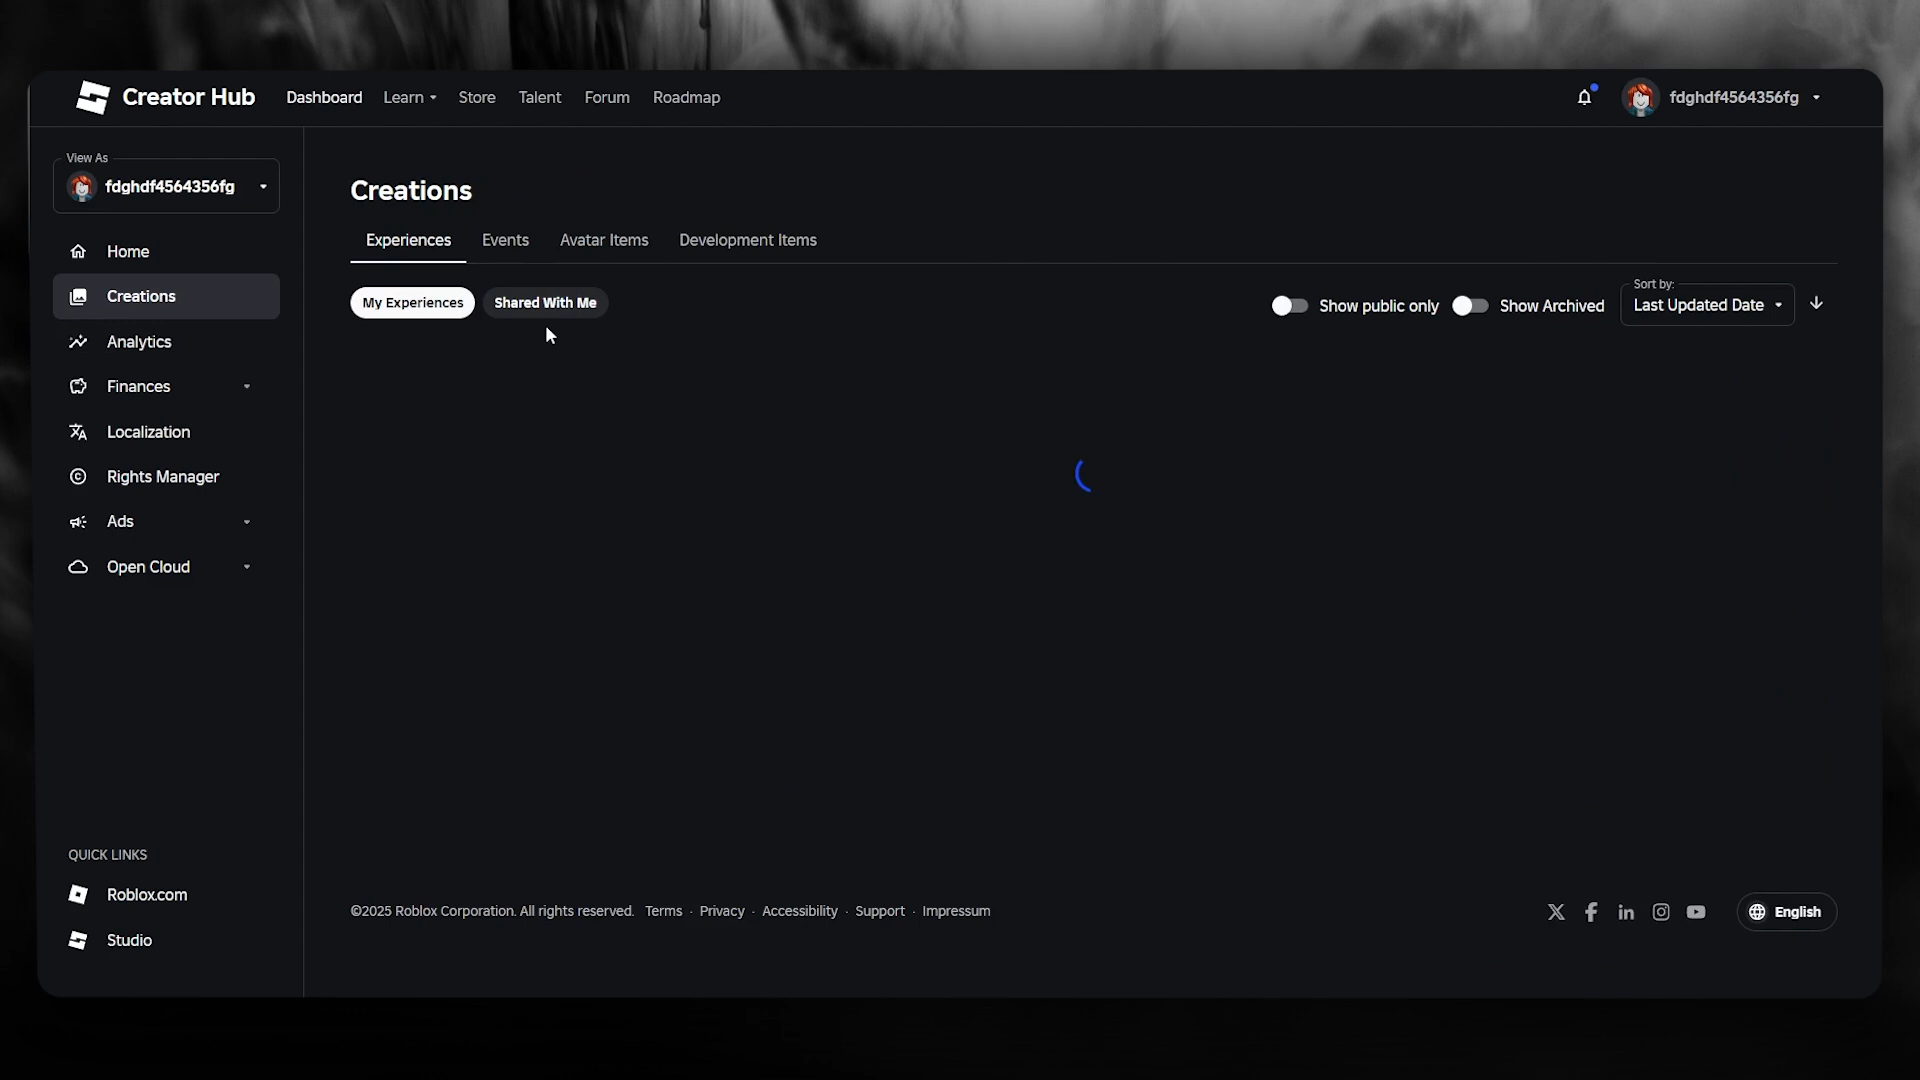 Creator Hub
Dashboard
Learn
Store
Talent
Forum
Roadmap
fdghdf4564356fg
View As
fdghdf4564356fg
Home
Creations
Analytics
Finances
Localization
Rights Manager
Ads
Open Cloud
QUICK LINKS
Roblox.com
Studio
Creations
Experiences
Events
Avatar Items
Development Items
My Experiences
Shared With Me
Show public only
Show Archived
Sort by:
Last Updated Date
©2025 Roblox Corporation. All rights reserved. Terms · Privacy · Accessibility · Support · Impressum
English